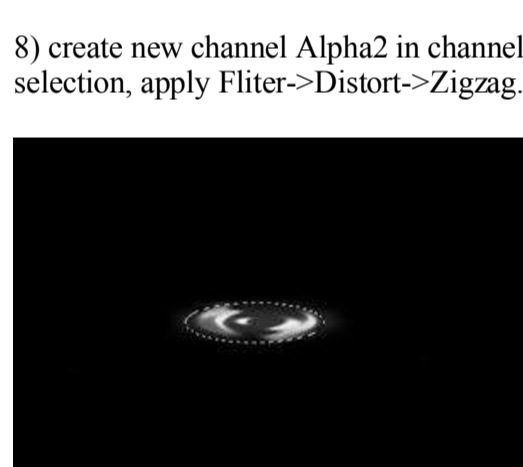 8) create new channel Alpha2 in channel
selection, apply Fliter->Distort->Zigzag.